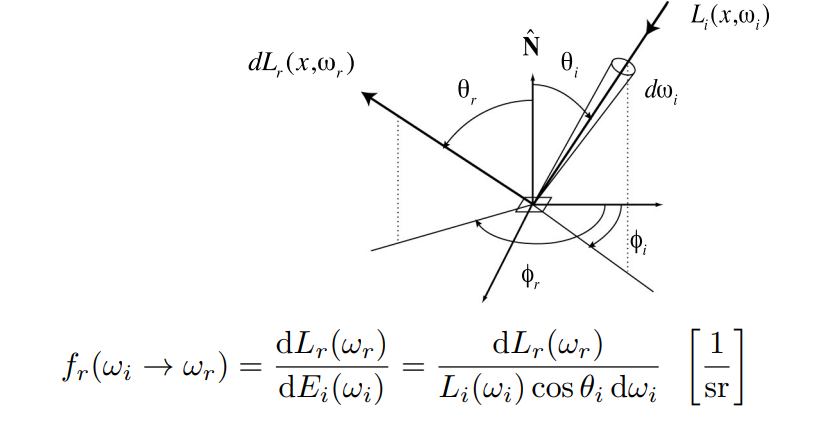 L_i(x,ω_i)
N̂
dL_r(x,ω_r)
θ_r
θ_i
dω_i
ϕ_i
ϕ_r
f_r(ω_i → ω_r) = dL_r(ω_r) / dE_i(ω_i) = dL_r(ω_r) / L_i(ω_i) cos θ_i dω_i [1/sr]